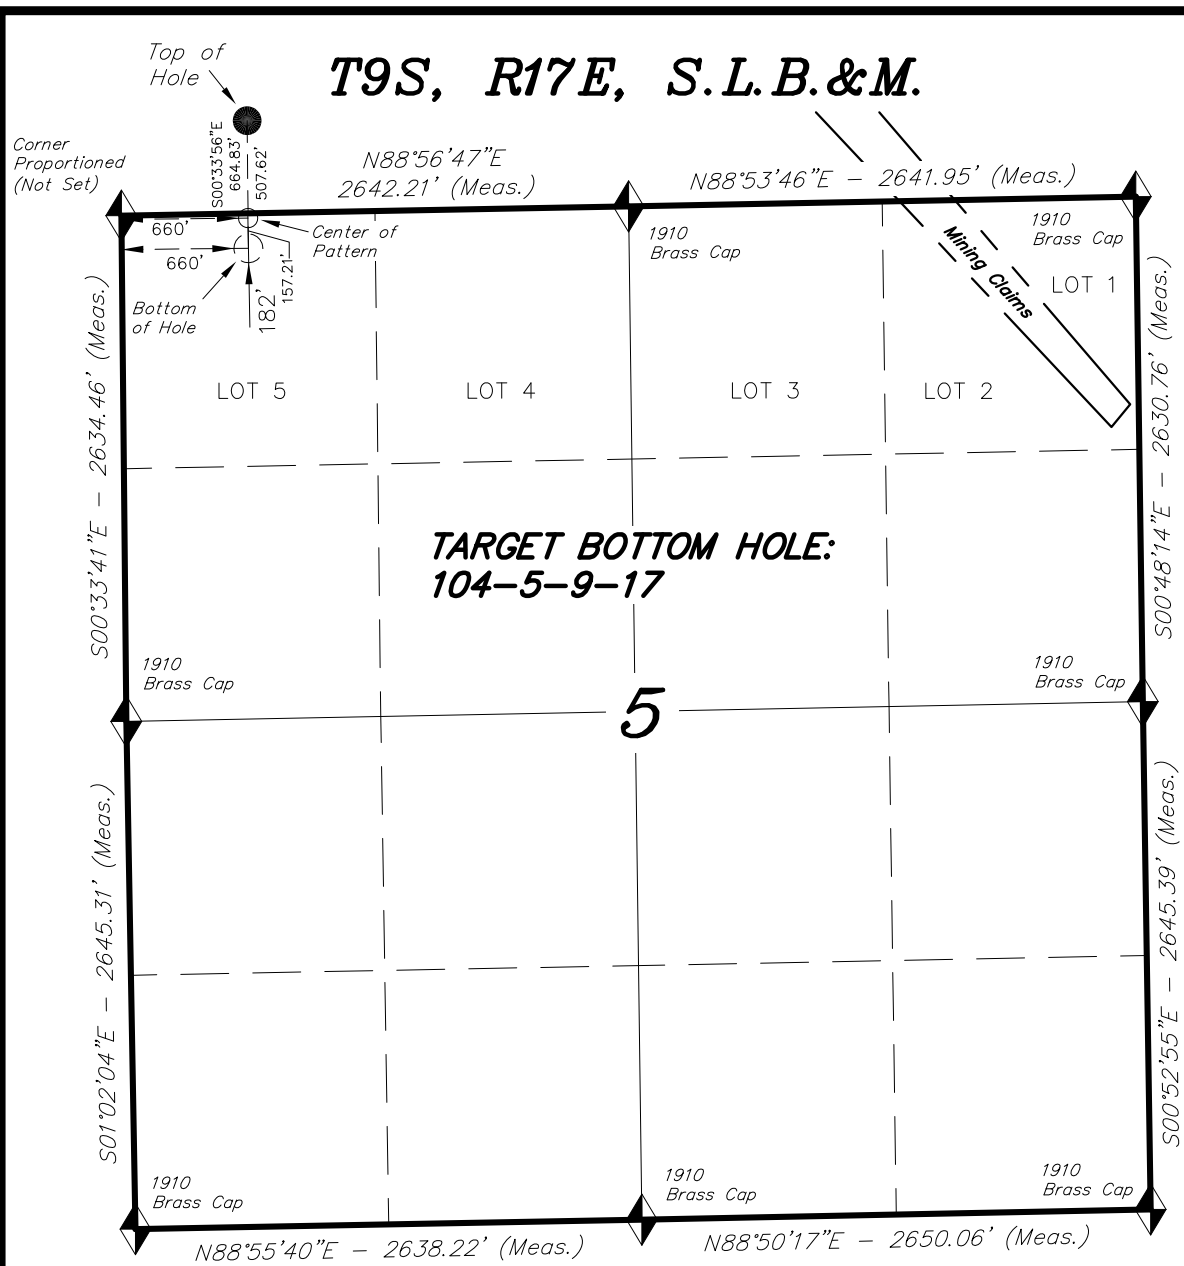 T9S, R17E, S.L.B.&M.
Top of
Hole
Corner
Proportioned
(Not Set)
S00°33'56"E
664.83'
507.62'
N88°56'47"E
2642.21' (Meas.)
N88°53'46"E - 2641.95' (Meas.)
660'
660'
Center of
Pattern
157.21'
182'
Bottom
of Hole
1910
Brass Cap
1910
Brass Cap
Mining Claims
LOT 1
LOT 5
LOT 4
LOT 3
LOT 2
S00°33'41"E - 2634.46' (Meas.)
S00°48'14"E - 2630.76' (Meas.)
TARGET BOTTOM HOLE:
104-5-9-17
1910
Brass Cap
1910
Brass Cap
5
S01°02'04"E - 2645.31' (Meas.)
S00°52'55"E - 2645.39' (Meas.)
1910
Brass Cap
1910
Brass Cap
1910
Brass Cap
N88°55'40"E - 2638.22' (Meas.)
N88°50'17"E - 2650.06' (Meas.)